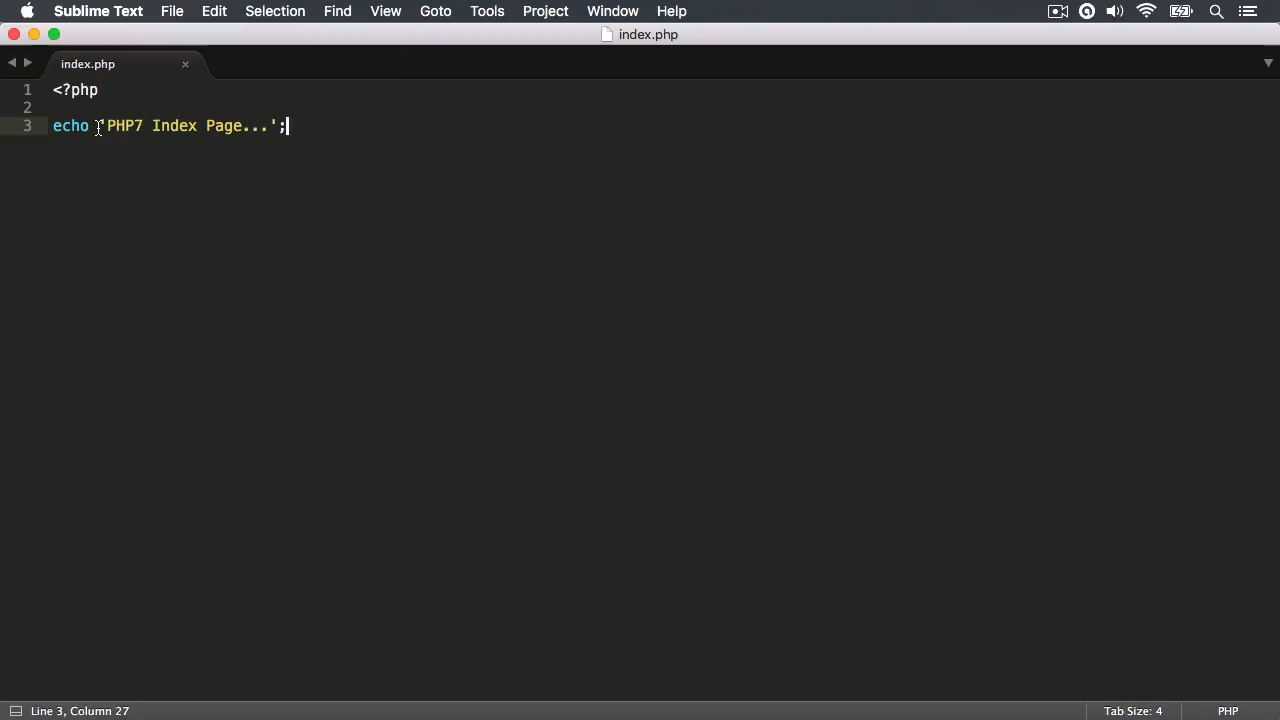 Sublime Text File Edit Selection Find View Goto Tools Project Window Help
index.php
index.php
1 <?php
2
3 echo 'PHP7 Index Page...';
Line 3, Column 27 Tab Size: 4 PHP